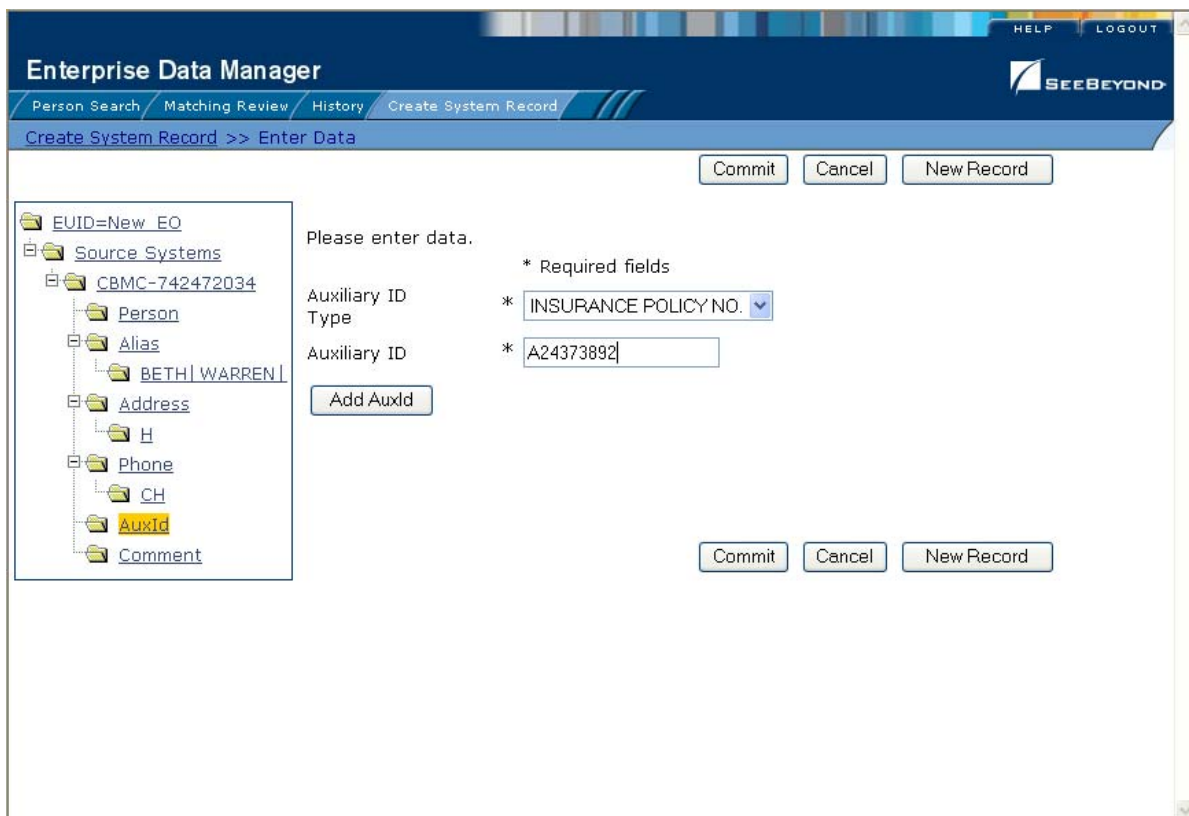 HELP LOGOUT
Enterprise Data Manager
SEEBEYOND
Person Search Matching Review History Create System Record
Create System Record >> Enter Data
Commit Cancel New Record
EUID=New_EO
Source Systems
CBMC-742472034
Person
Alias
BETH|WARREN|
Address
H
Phone
CH
AuxId
Comment
Please enter data.
* Required fields
Auxiliary ID
Type
* INSURANCE POLICY NO.
Auxiliary ID * A24373892
Add AuxId
Commit Cancel New Record